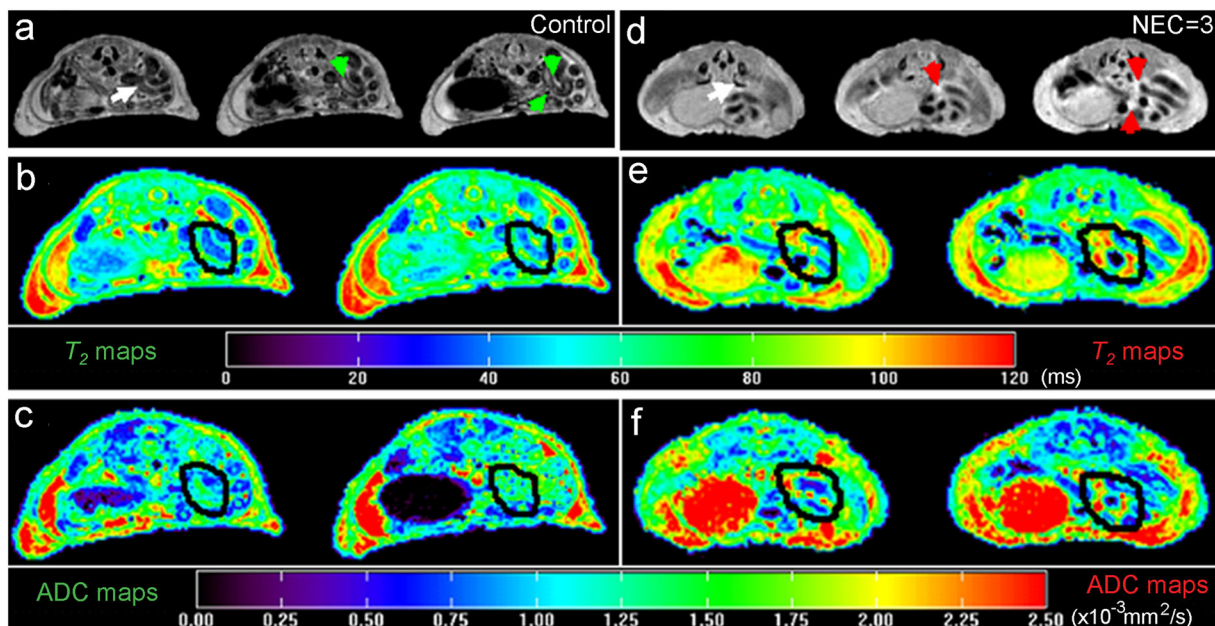 a Control
d NEC=3
b
e
T₂ maps
T₂ maps
0 20 40 60 80 100 120 (ms)
c
f
ADC maps
ADC maps
0.00 0.25 0.50 0.75 1.00 1.25 1.50 1.75 2.00 2.25 2.50 (x10⁻³mm²/s)